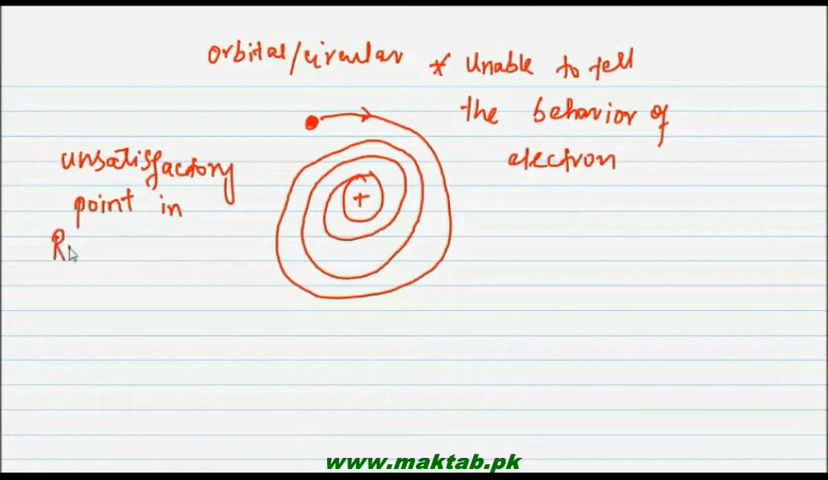 orbital/circular
* Unable to tell
the behavior of
electron
unsatisfactory
point in
R
+
www.maktab.pk